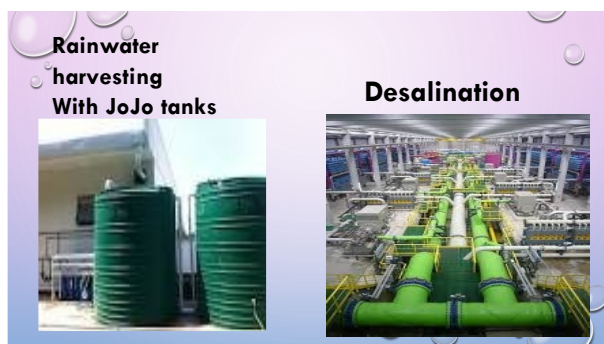 Rainwater
harvesting
With JoJo tanks
Desalination